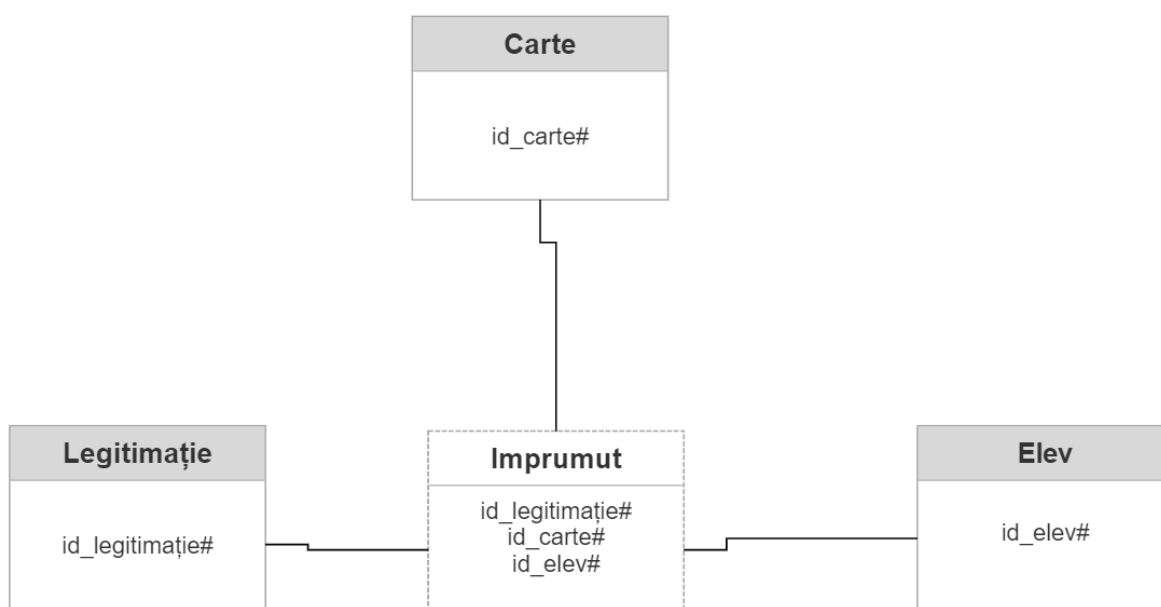 Carte
id_carte#
Legitimație
id_legitimație#
Imprumut
id_legitimație#
id_carte#
id_elev#
Elev
id_elev#